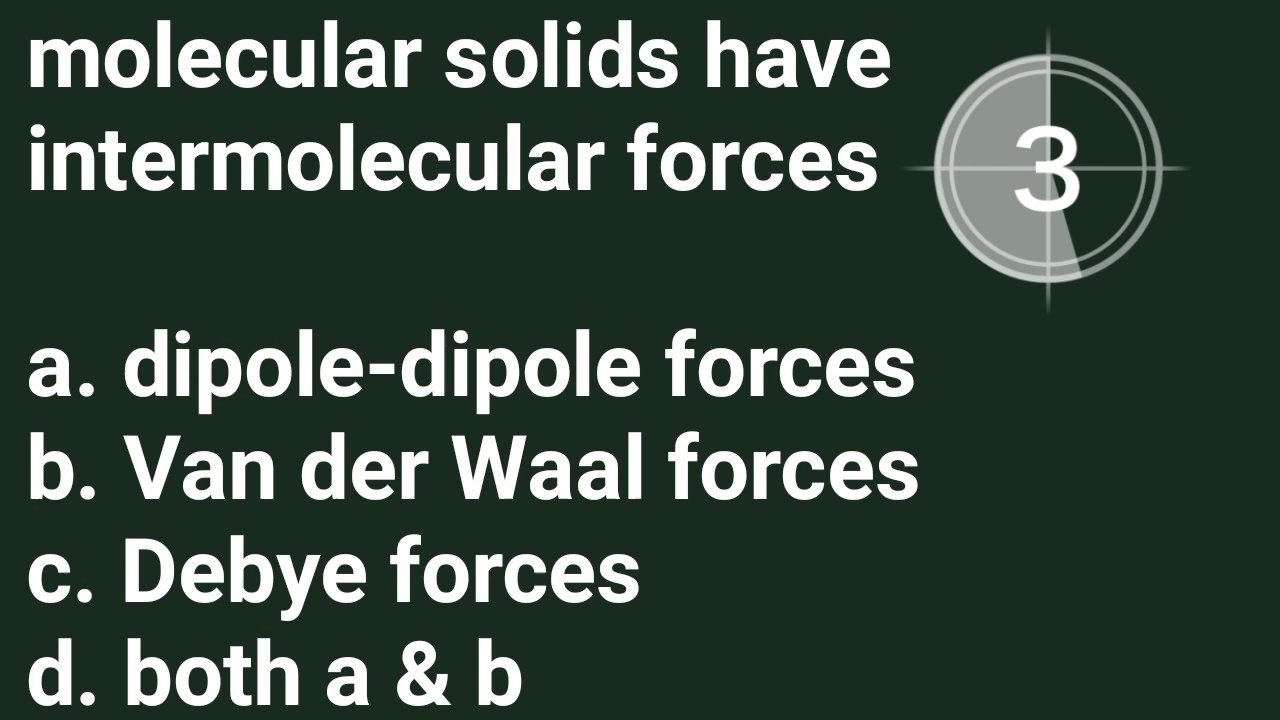 molecular solids have
intermolecular forces
3
a. dipole-dipole forces
b. Van der Waal forces
c. Debye forces
d. both a & b